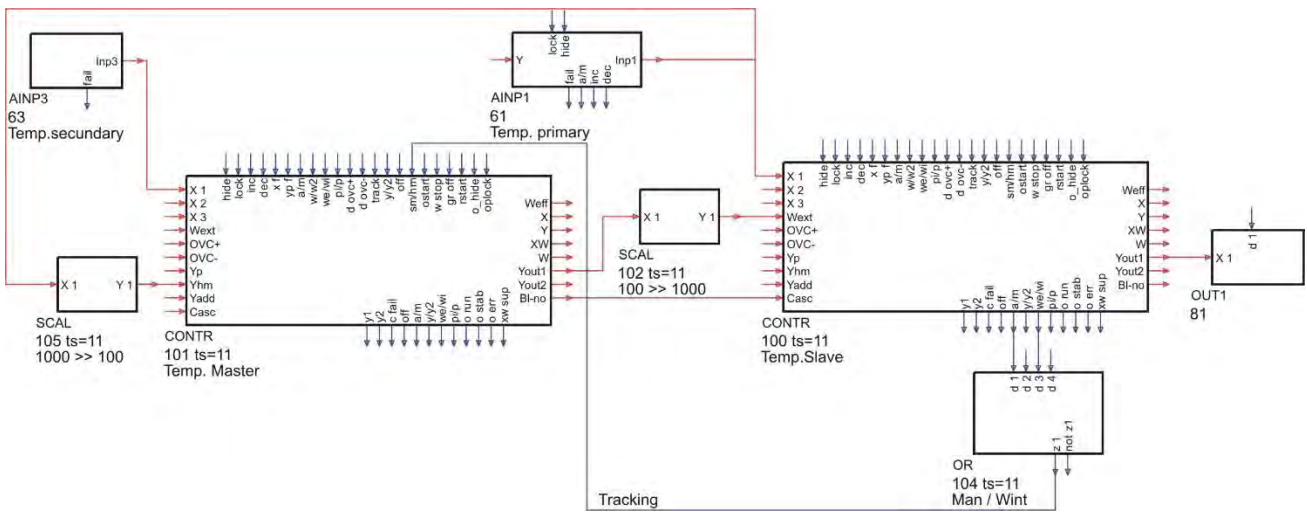 Inp3
fail
AINP3
63
Temp.secundary
lock
hide
Y
Inp1
fail
a/m
inc
dec
AINP1
61
Temp. primary
X 1
Y 1
SCAL
105 ts=11
1000 >> 100
hide
lock
inc
dec
x f
yp f
a/m
w/w2
we/wi
pi/p
d ovc+
d ovc-
track
y/y2
off
sm/hm
ostart
w stop
gr off
rstart
o_hide
oplock
X 1
X 2
X 3
Wext
OVC+
OVC-
Yp
Yhm
Yadd
Casc
Weff
X
Y
XW
W
Yout1
Yout2
Bl-no
y1
y2
c fail
off
a/m
y/y2
we/wi
pi/p
o run
o stab
o err
xw sup
CONTR
101 ts=11
Temp. Master
X 1
Y 1
SCAL
102 ts=11
100 >> 1000
hide
lock
inc
dec
x f
yp f
a/m
w/w2
we/wi
pi/p
d ovc+
d ovc-
track
y/y2
off
sm/hm
ostart
w stop
gr off
rstart
o_hide
oplock
X 1
X 2
X 3
Wext
OVC+
OVC-
Yp
Yhm
Yadd
Casc
Weff
X
Y
XW
W
Yout1
Yout2
Bl-no
y1
y2
c fail
off
a/m
y/y2
we/wi
pi/p
o run
o stab
o err
xw sup
CONTR
100 ts=11
Temp.Slave
d 1
X 1
OUT1
81
d 1
d 2
d 3
d 4
z 1
not z1
OR
104 ts=11
Man / Wint
Tracking